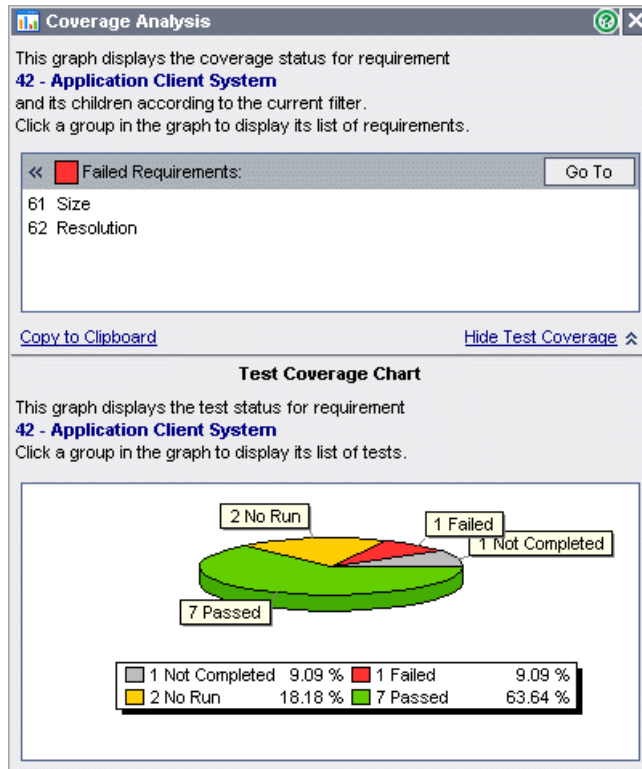 Coverage Analysis
This graph displays the coverage status for requirement
42 - Application Client System
and its children according to the current filter.
Click a group in the graph to display its list of requirements.
« Failed Requirements: Go To
61 Size
62 Resolution
Copy to Clipboard Hide Test Coverage
Test Coverage Chart
This graph displays the test status for requirement
42 - Application Client System
Click a group in the graph to display its list of tests.
2 No Run
1 Failed
1 Not Completed
7 Passed
1 Not Completed 9.09 % 1 Failed 9.09 %
2 No Run 18.18 % 7 Passed 63.64 %